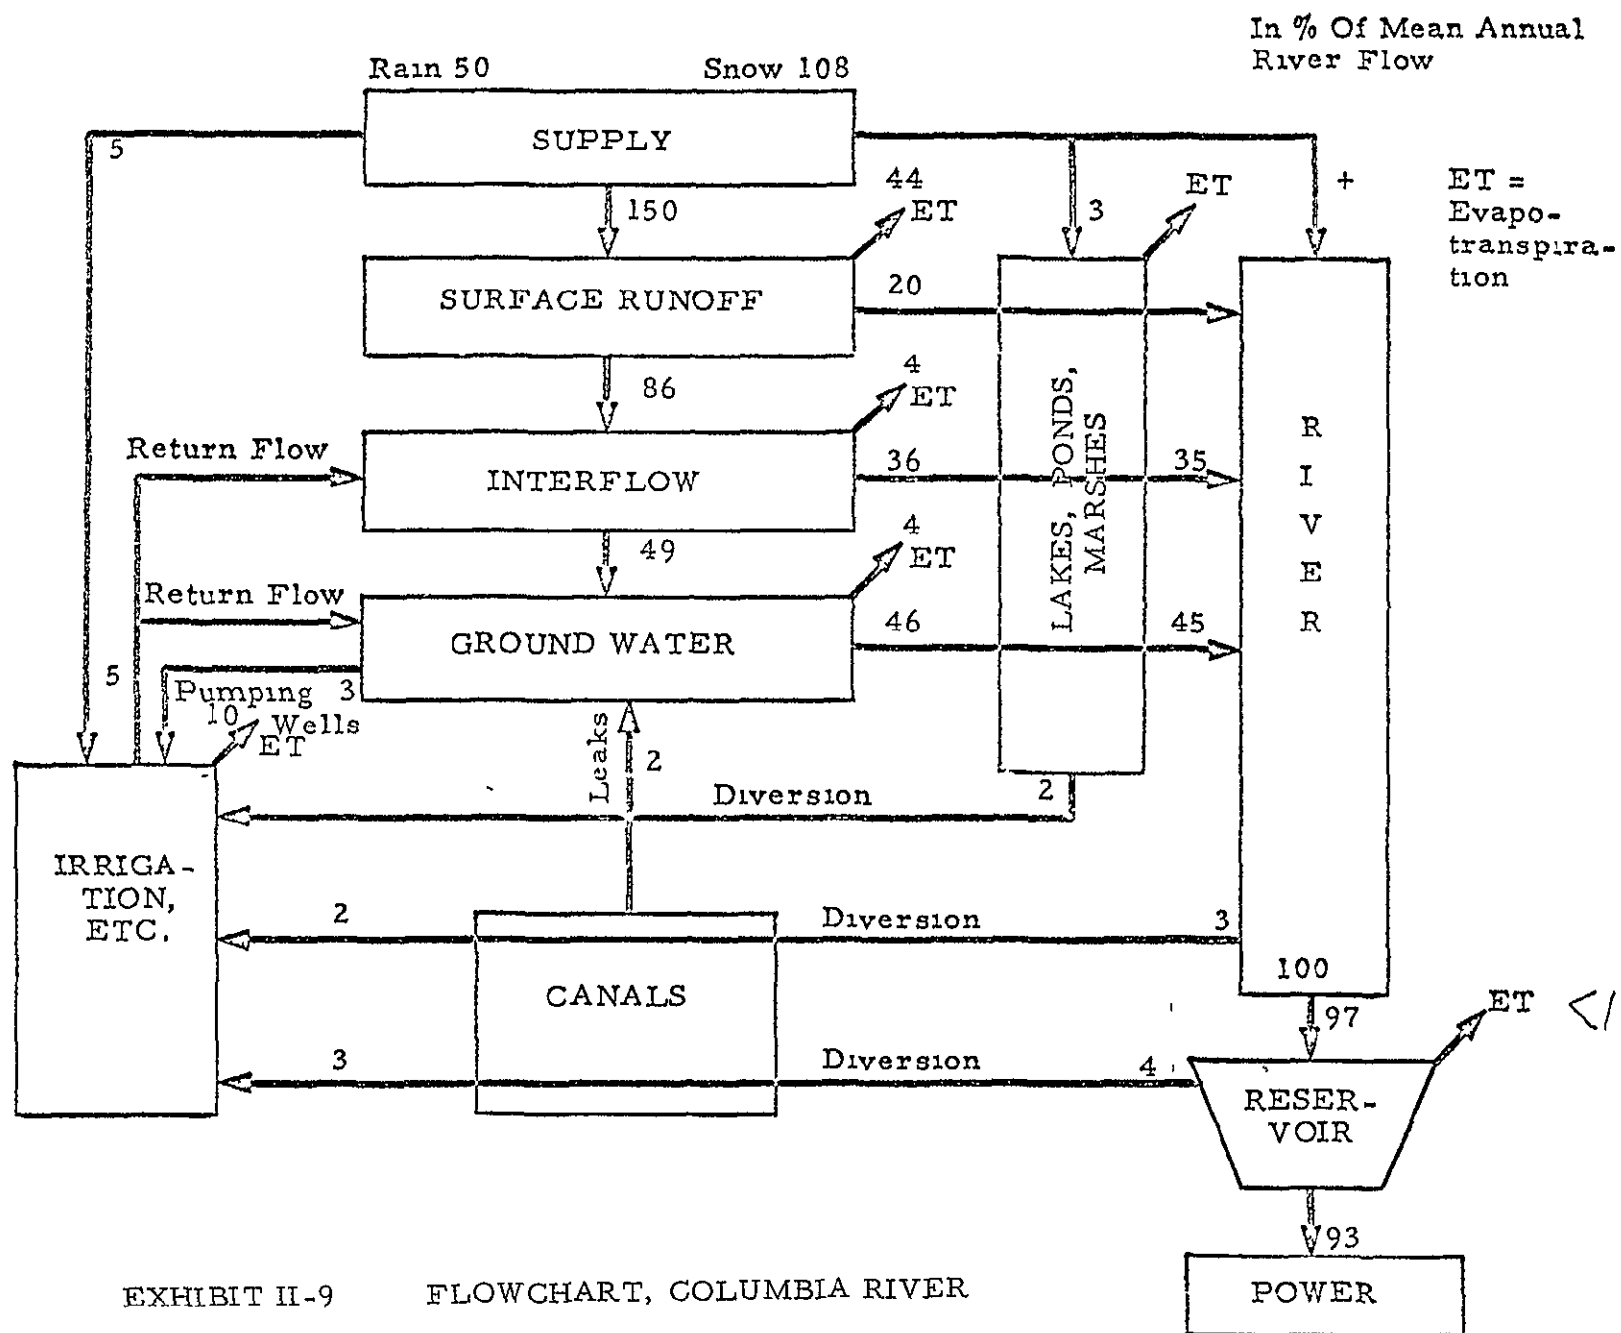 In % Of Mean Annual
River Flow
Rain 50
Snow 108
SUPPLY
5
150
3
+
ET =
Evapo-
transpira-
tion
44
ET
ET
SURFACE RUNOFF
20
86
4
ET
Return Flow
INTERFLOW
36
35
49
4
ET
Return Flow
GROUND WATER
46
45
LAKES, PONDS,
MARSHES
R
I
V
E
R
5
Pumping 3
10 Wells
ET
Leaks
2
Diversion
2
IRRIGA-
TION,
ETC.
2
Diversion
3
CANALS
100
97
ET <1
3
Diversion
4
RESER-
VOIR
93
POWER
EXHIBIT II-9 FLOWCHART, COLUMBIA RIVER